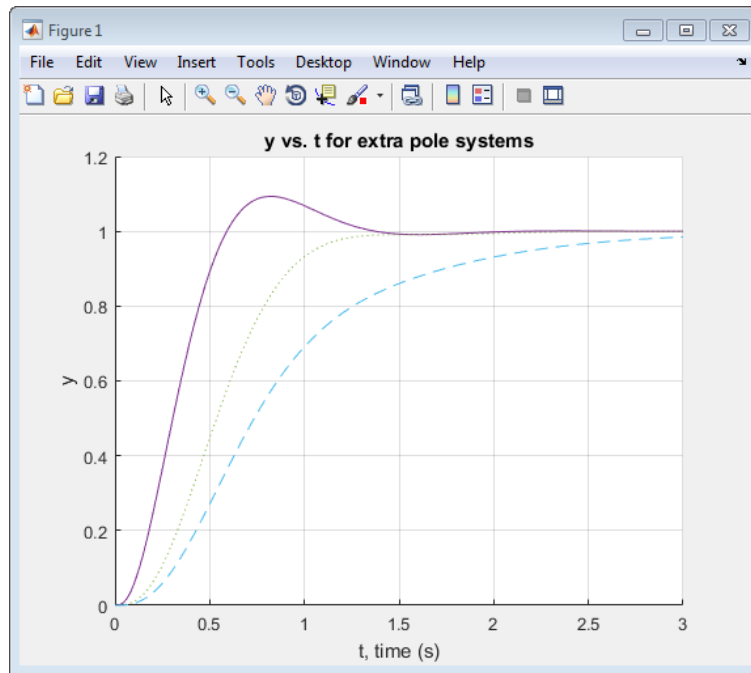 Figure 1
File Edit View Insert Tools Desktop Window Help
y vs. t for extra pole systems
1.2
1
0.8
0.6
y
0.4
0.2
0
0 0.5 1 1.5 2 2.5 3
t, time (s)